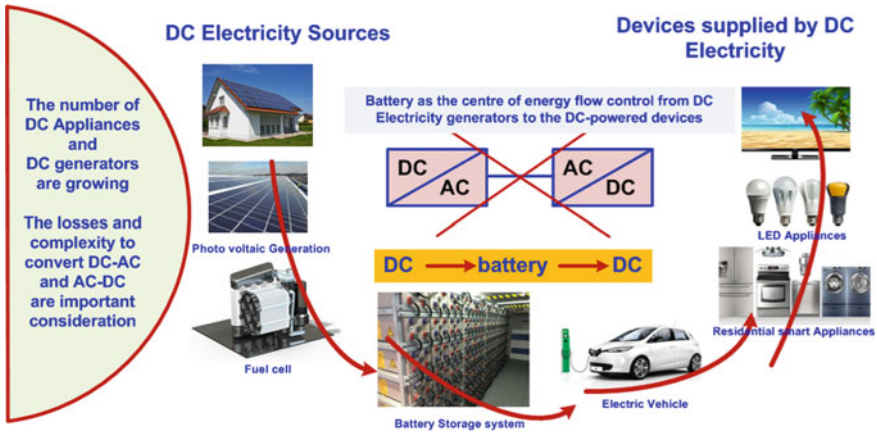 DC Electricity Sources
Devices supplied by DC
Electricity
The number of
DC Appliances
and
DC generators
are growing
The losses and
complexity to
convert DC-AC
and AC-DC
are important
consideration
Photo voltaic Generation
Fuel cell
Battery as the centre of energy flow control from DC
Electricity generators to the DC-powered devices
DC
AC
AC
DC
DC battery DC
Battery Storage system
Electric Vehicle
LED Appliances
Residential smart Appliances